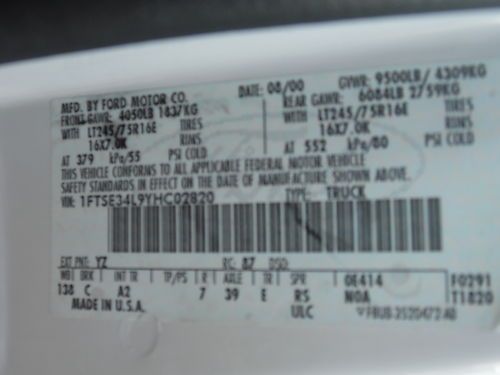 MFD. BY FORD MOTOR CO.
DATE: 08/00
GVWR: 9500LB/ 4309KG
FRONT GAWR: 4050LB 1837KG
REAR GAWR: 6084LB 2759KG
WITH LT245/75R16E TIRES
WITH LT245/75R16E TIRES
16X7.0K RIMS
16X7.0K RIMS
AT 379 kPa/55 PSI COLD
AT 552 kPa/80 PSI COLD
THIS VEHICLE CONFORMS TO ALL APPLICABLE FEDERAL MOTOR VEHICLE
SAFETY STANDARDS IN EFFECT ON THE DATE OF MANUFACTURE SHOWN ABOVE.
VIN: 1FTSE34L9YHC02820
TYPE: TRUCK
EXT PNT: YZ RC: 87 DSO:
WB BRK INT TR TP/PS R AXLE TR SPR
138 C A2 7 39 E RS
0E414 F0291
N0A T1820
MADE IN U.S.A.
ULC